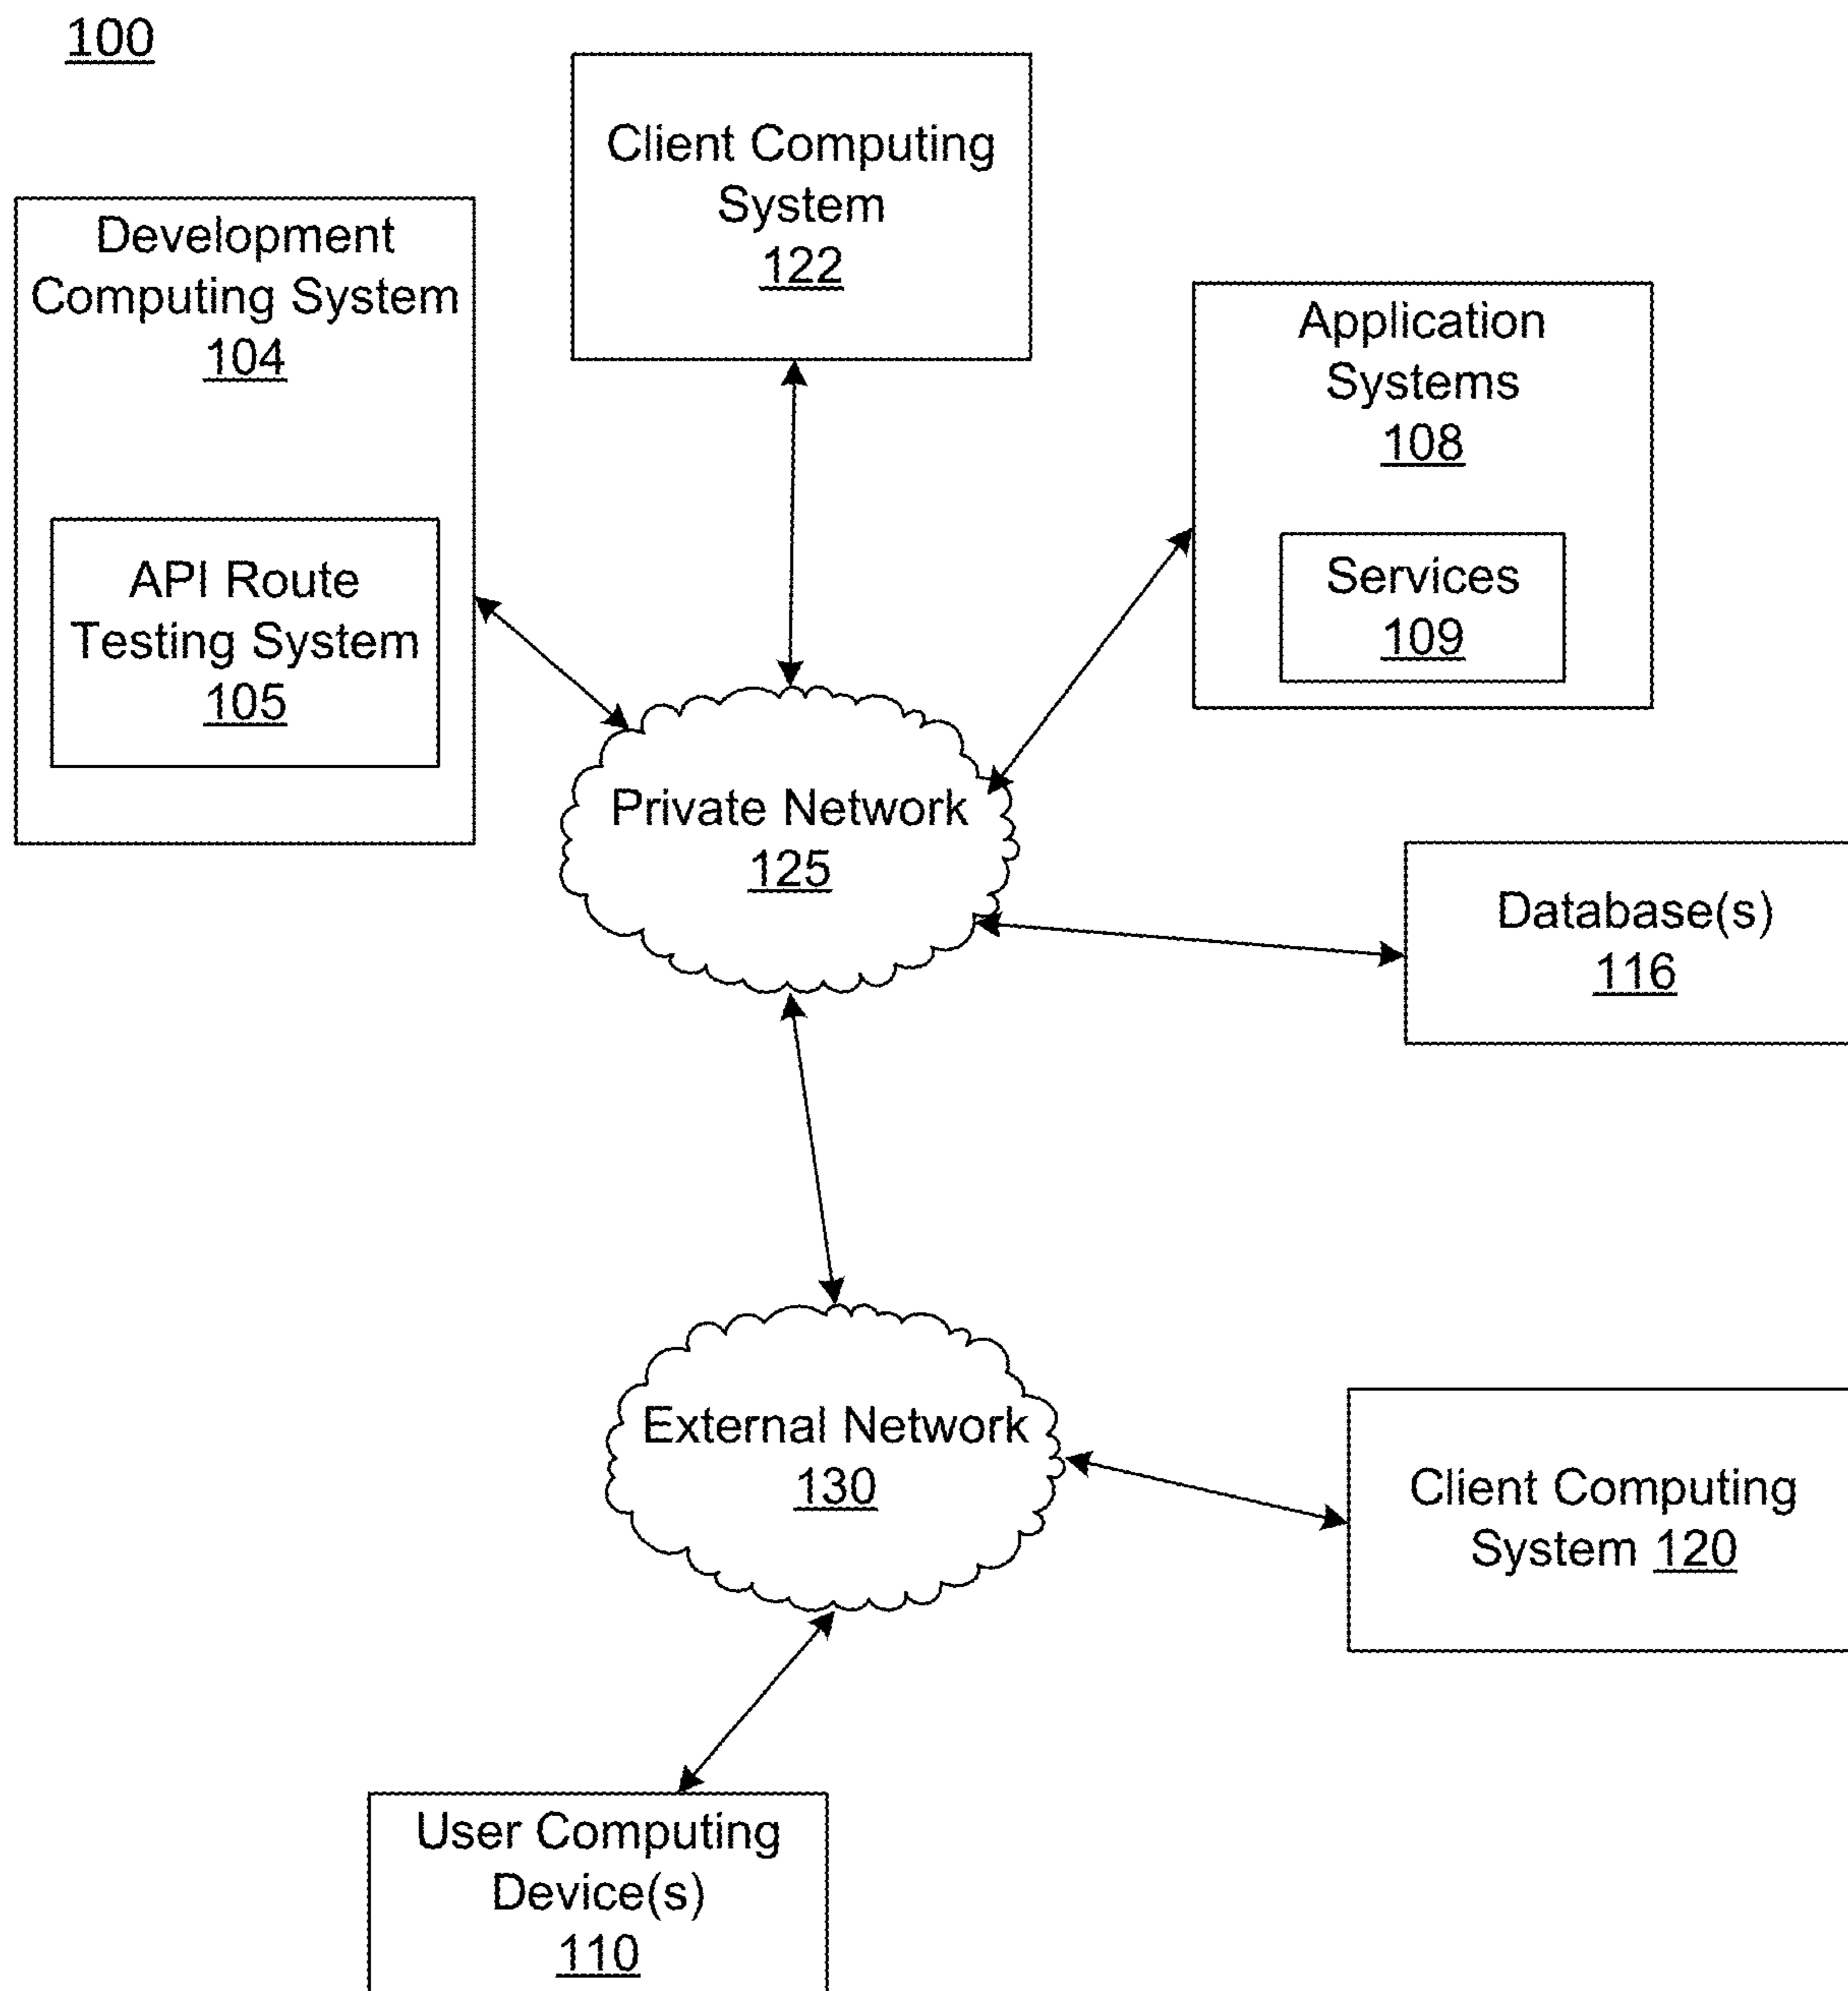 100
Client Computing
System
122
Development
Computing System
104
API Route
Testing System
105
Application
Systems
108
Services
109
Private Network
125
Database(s)
116
External Network
130
Client Computing
System 120
User Computing
Device(s)
110